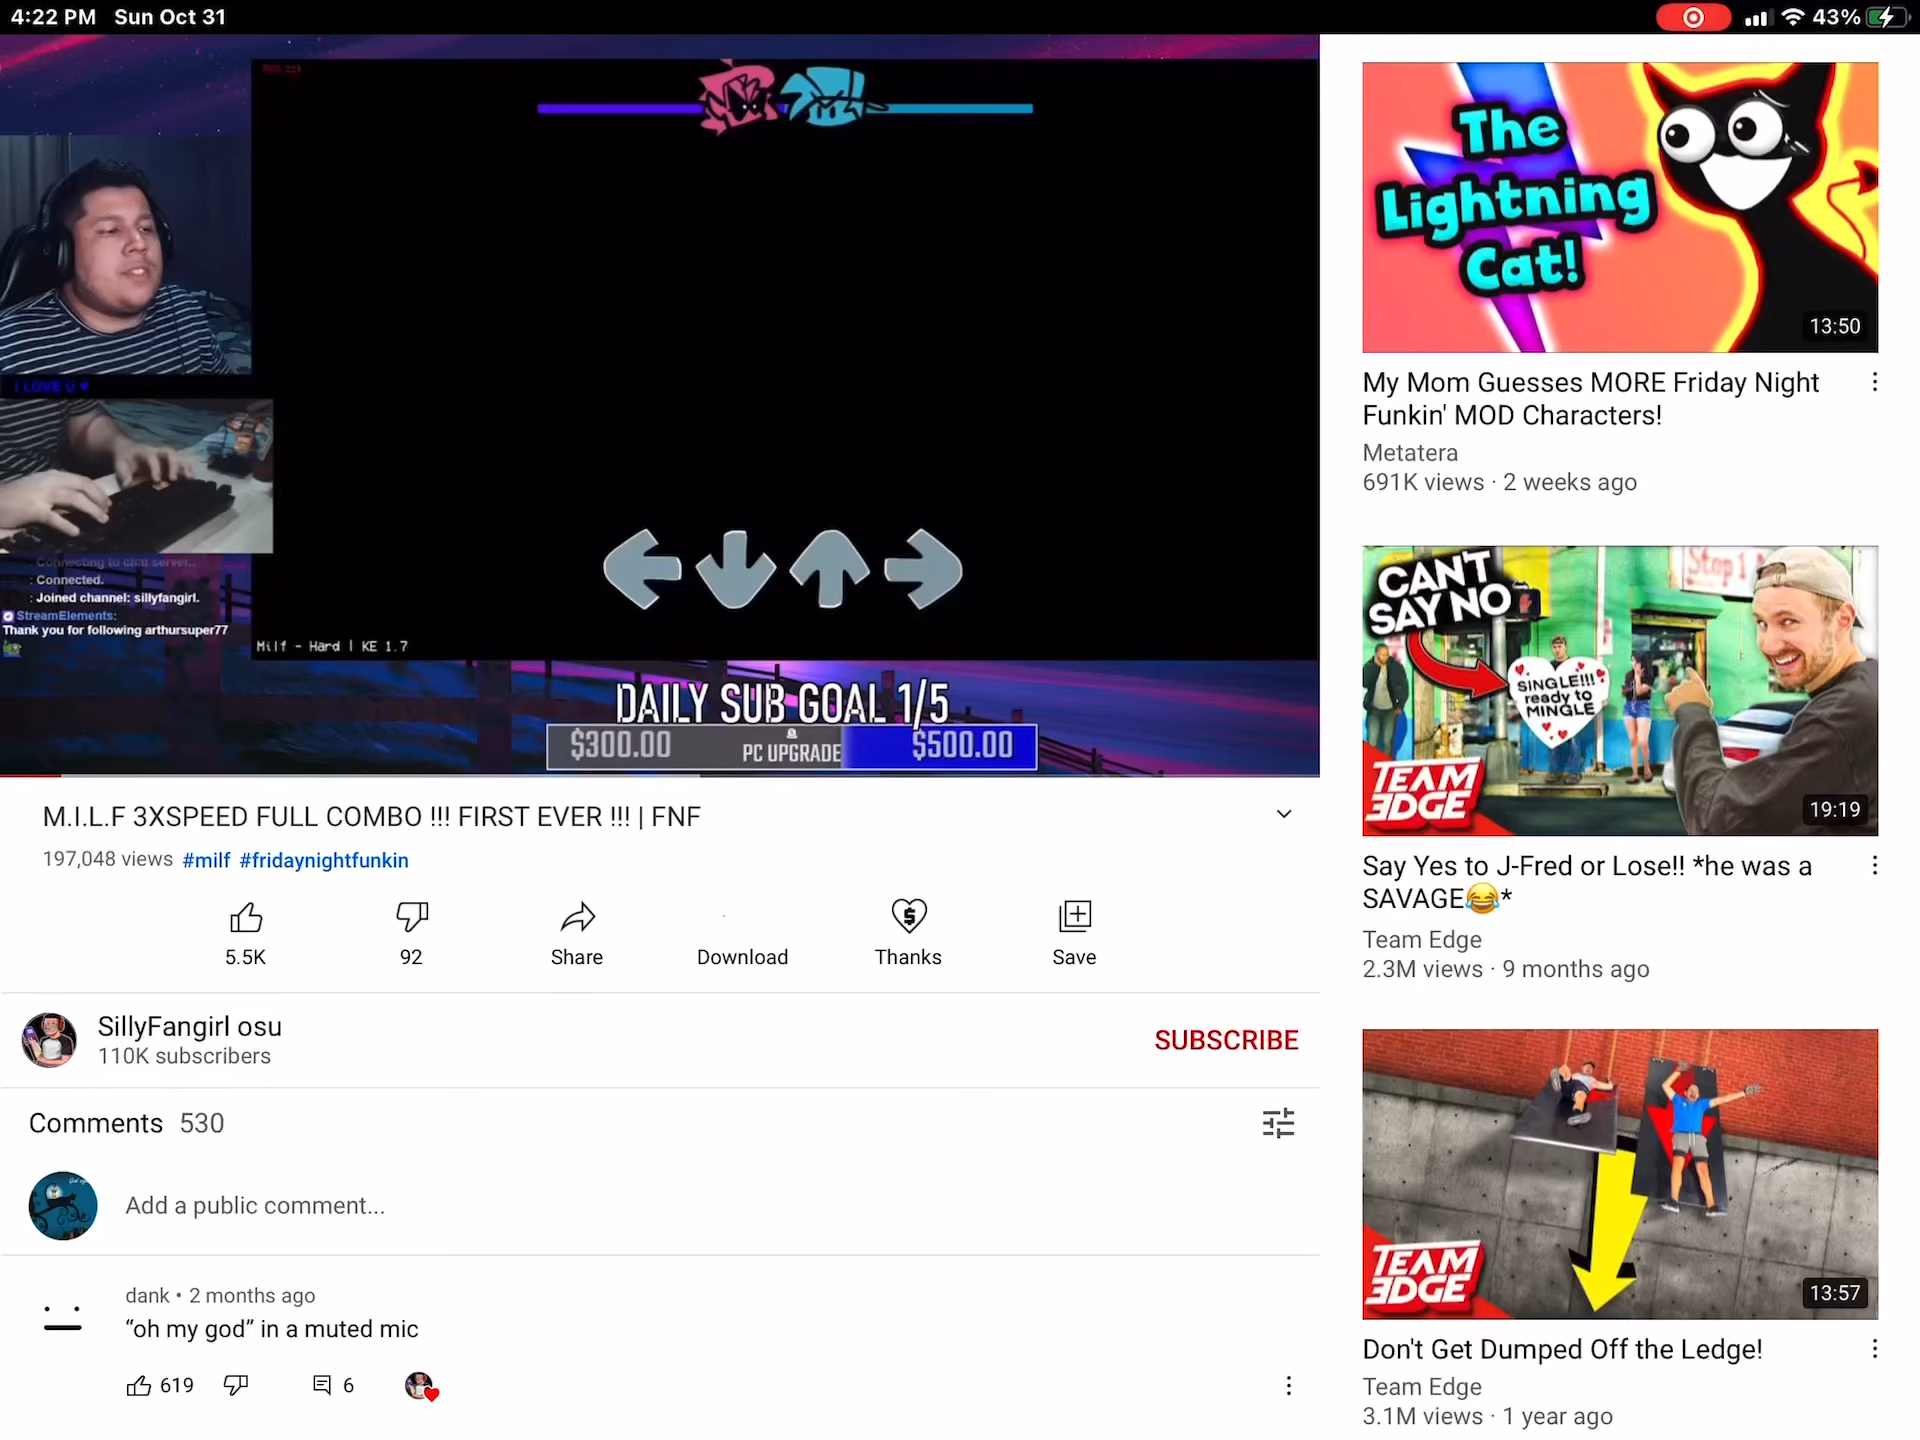 4:22 PM Sun Oct 31
43%
I LOVE U ♥
Connecting to chat server..
: Connected.
: Joined channel: sillyfangirl.
StreamElements:
Thank you for following arthursuper77
Milf - Hard | KE 1.7
DAILY SUB GOAL 1/5
$300.00
PC UPGRADE
$500.00
M.I.L.F 3XSPEED FULL COMBO !!! FIRST EVER !!! | FNF
197,048 views #milf #fridaynightfunkin
5.5K
92
Share
Download
Thanks
Save
SillyFangirl osu
110K subscribers
SUBSCRIBE
Comments 530
Add a public comment...
dank • 2 months ago
“oh my god” in a muted mic
619
6
The
Lightning
Cat!
13:50
My Mom Guesses MORE Friday Night
Funkin' MOD Characters!
Metatera
691K views · 2 weeks ago
CAN'T
SAY NO
Stop 1
SINGLE!!!
ready to
MINGLE
TEAM
EDGE
19:19
Say Yes to J-Fred or Lose!! *he was a
SAVAGE😂*
Team Edge
2.3M views · 9 months ago
TEAM
EDGE
13:57
Don't Get Dumped Off the Ledge!
Team Edge
3.1M views · 1 year ago